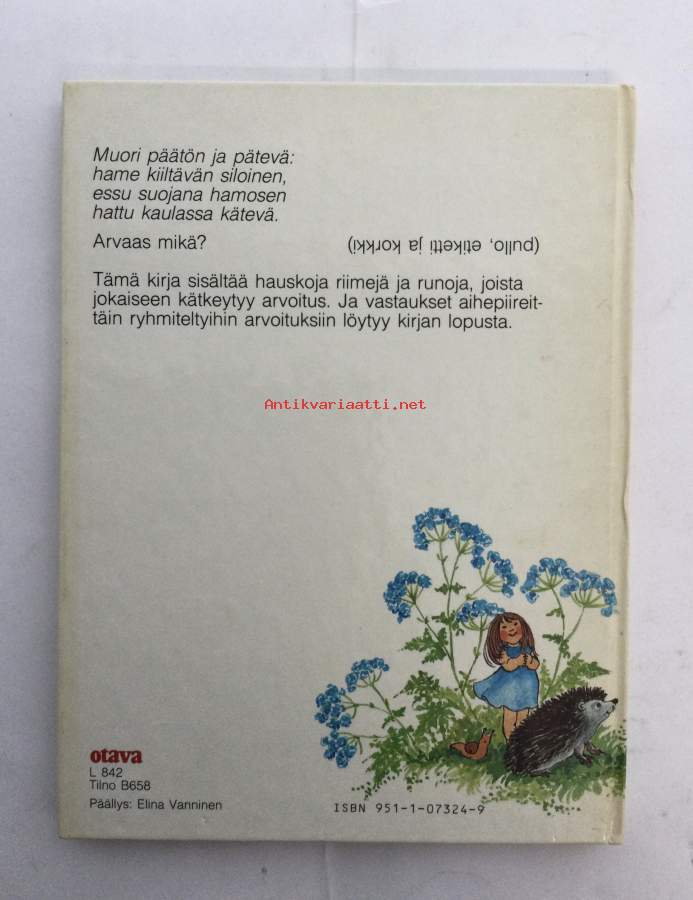 Muori päätön ja pätevä:
hame kiiltävän siloinen,
essu suojana hamosen
hattu kaulassa kätevä.
Arvaas mikä? (pullo, etiketti ja korkki)
Tämä kirja sisältää hauskoja riimejä ja runoja, joista
jokaiseen kätkeytyy arvoitus. Ja vastaukset aihepiireit-
täin ryhmiteltyihin arvoituksiin löytyy kirjan lopusta.
Antikvariaatti.net
otava
L 842
Tilno B658
Päällys: Elina Vanninen
ISBN 951-1-07324-9